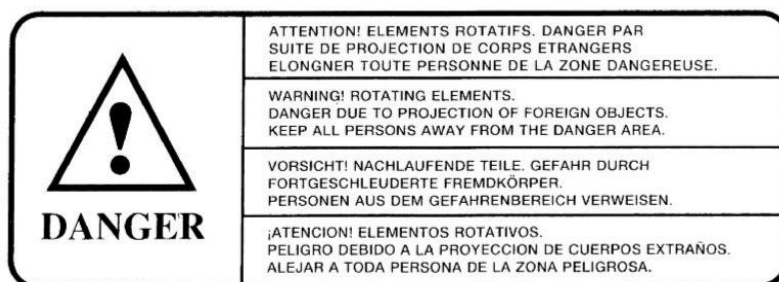 DANGER
ATTENTION! ELEMENTS ROTATIFS. DANGER PAR
SUITE DE PROJECTION DE CORPS ETRANGERS
ELONGNER TOUTE PERSONNE DE LA ZONE DANGEREUSE.
WARNING! ROTATING ELEMENTS.
DANGER DUE TO PROJECTION OF FOREIGN OBJECTS.
KEEP ALL PERSONS AWAY FROM THE DANGER AREA.
VORSICHT! NACHLAUFENDE TEILE. GEFAHR DURCH
FORTGESCHLEUDERTE FREMDKÖRPER.
PERSONEN AUS DEM GEFAHRENBEREICH VERWEISEN.
¡ATENCION! ELEMENTOS ROTATIVOS.
PELIGRO DEBIDO A LA PROYECCION DE CUERPOS EXTRAÑOS.
ALEJAR A TODA PERSONA DE LA ZONA PELIGROSA.